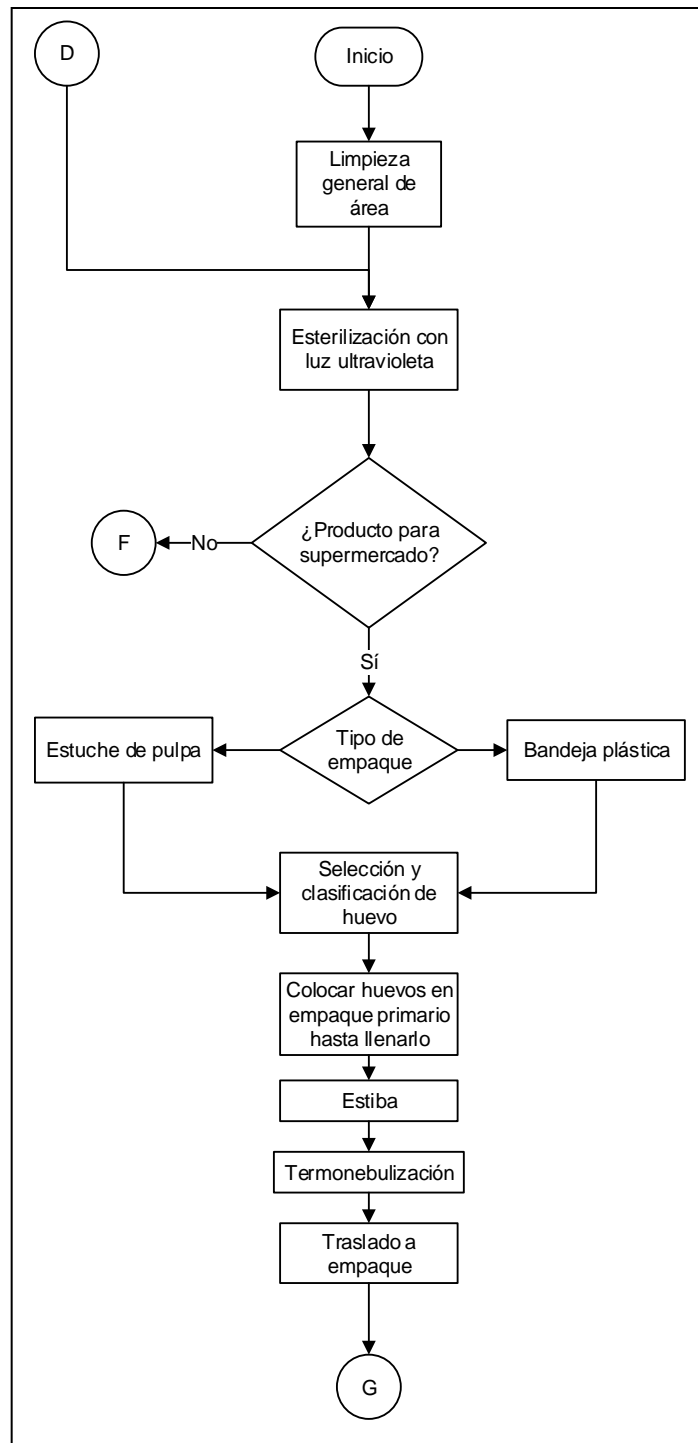 D
Inicio
Limpieza
general de
área
Esterilización con
luz ultravioleta
¿Producto para
supermercado?
F
No
Sí
Estuche de pulpa
Tipo de
empaque
Bandeja plástica
Selección y
clasificación de
huevo
Colocar huevos en
empaque primario
hasta llenarlo
Estiba
Termonebulización
Traslado a
empaque
G